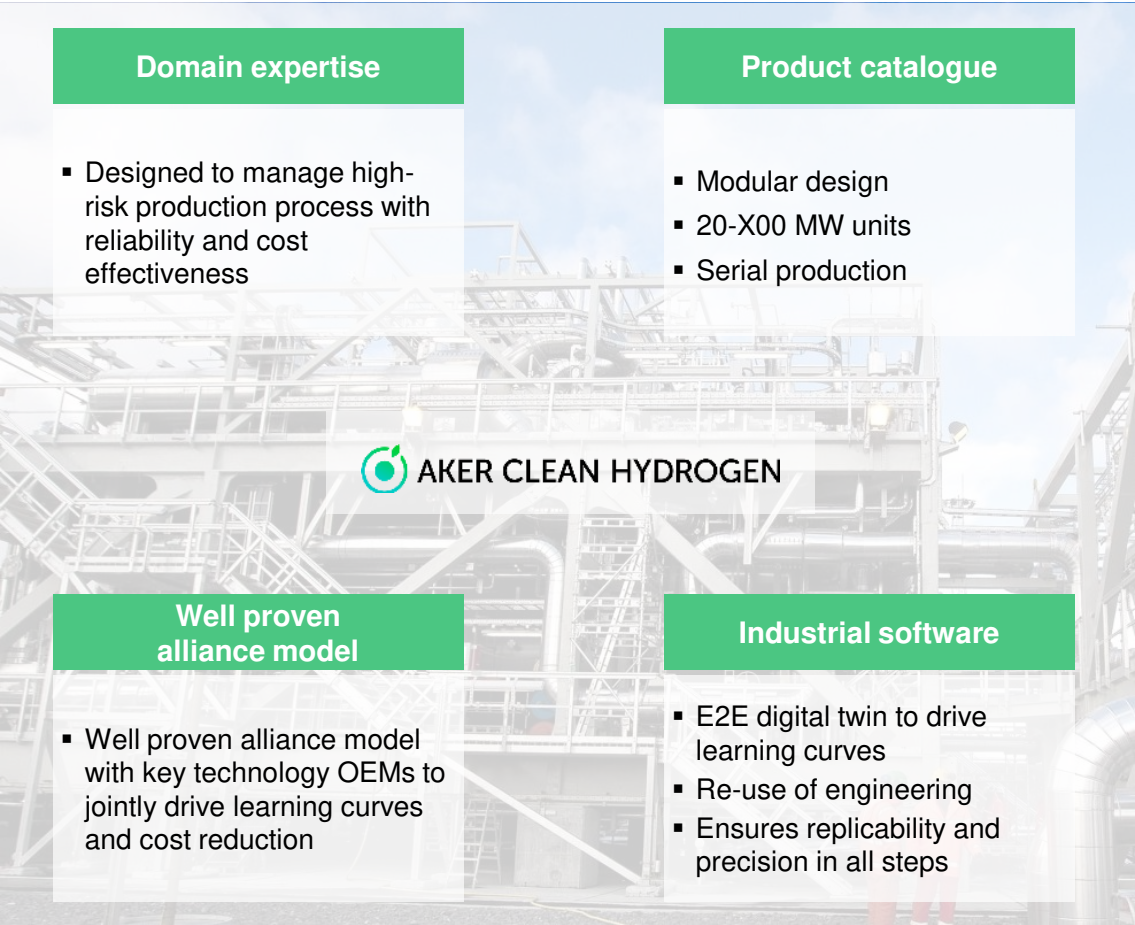 Domain expertise
▪ Designed to manage high-
risk production process with
reliability and cost
effectiveness
Product catalogue
▪ Modular design
▪ 20-X00 MW units
▪ Serial production
AKER CLEAN HYDROGEN
Well proven
alliance model
▪ Well proven alliance model
with key technology OEMs to
jointly drive learning curves
and cost reduction
Industrial software
▪ E2E digital twin to drive
learning curves
▪ Re-use of engineering
▪ Ensures replicability and
precision in all steps